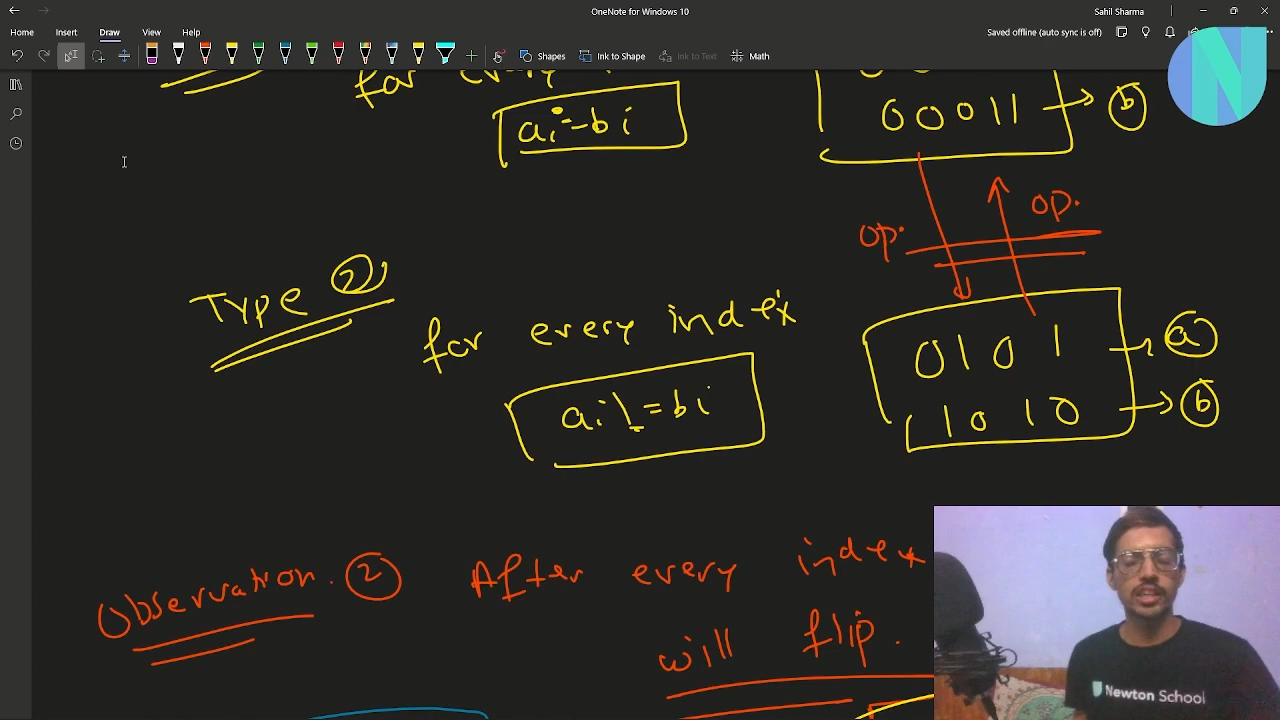 OneNote for Windows 10
Sahil Sharma
Home Insert Draw View Help
Saved offline (auto sync is off)
Shapes Ink to Shape Ink to Text Math
for every
ai=bi
00011 → b
op. op.
Type 2
for every index
ai!=bi
0101 → a
1010 → b
Observation. 2 After every index
will flip.
Newton School